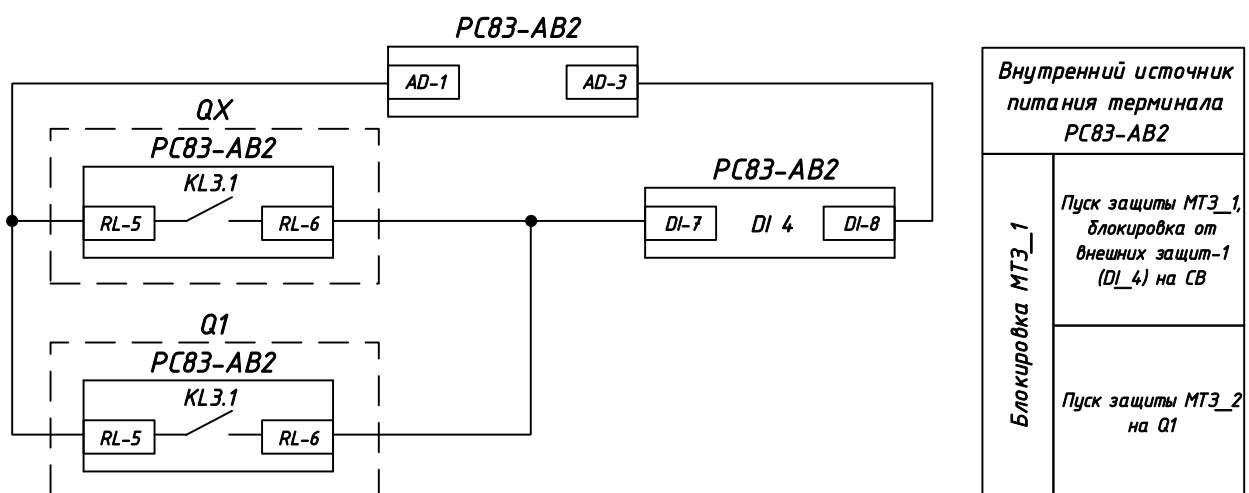 РС83-АВ2
AD-1
AD-3
QX
РС83-АВ2
KL3.1
RL-5
RL-6
РС83-АВ2
DI-7
DI 4
DI-8
Q1
РС83-АВ2
KL3.1
RL-5
RL-6
Внутренний источник
питания терминала
РС83-АВ2
Блокировка МТЗ_1
Пуск защиты МТЗ_1,
блокировка от
внешних защит-1
(DI_4) на СВ
Пуск защиты МТЗ_2
на Q1